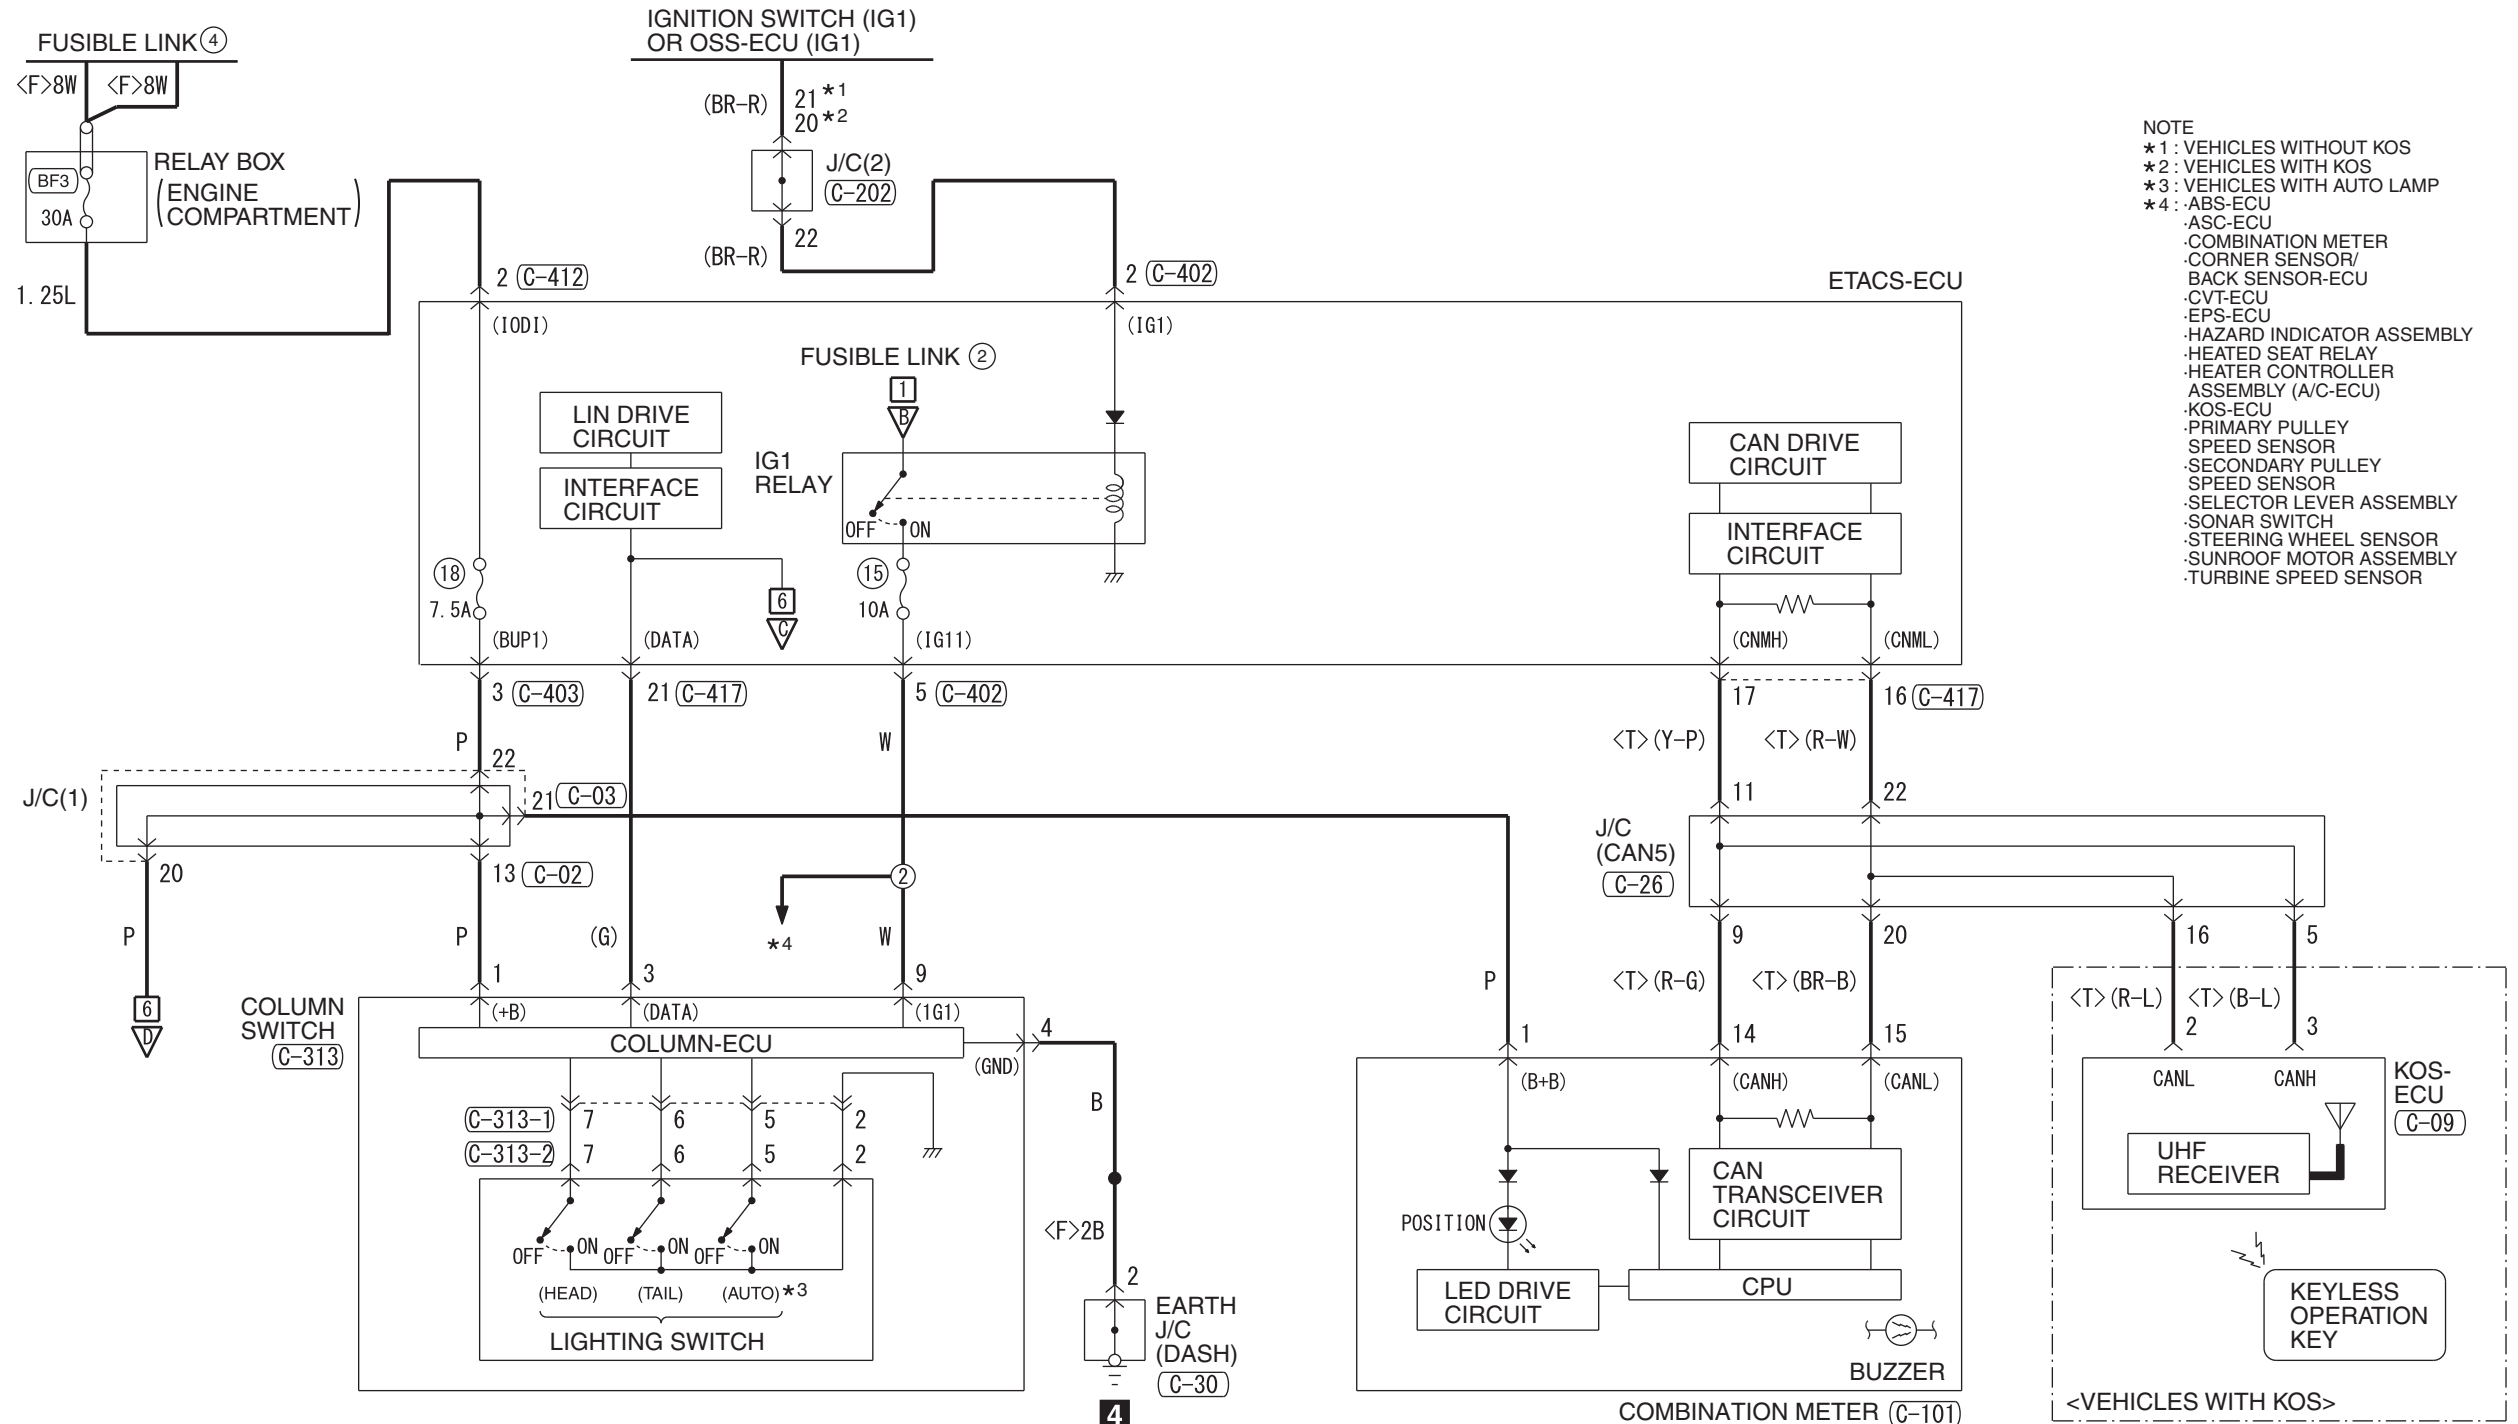 FUSIBLE LINK ④
<F>8W <F>8W
BF3
30A
RELAY BOX
(ENGINE
COMPARTMENT)
1.25L
2 C-412
IGNITION SWITCH (IG1)
OR OSS-ECU (IG1)
(BR-R)
21 *1
20 *2
J/C(2)
C-202
22
(BR-R)
2 C-402
NOTE
*1 : VEHICLES WITHOUT KOS
*2 : VEHICLES WITH KOS
*3 : VEHICLES WITH AUTO LAMP
*4 : ·ABS-ECU
·ASC-ECU
·COMBINATION METER
·CORNER SENSOR/
BACK SENSOR-ECU
·CVT-ECU
·EPS-ECU
·HAZARD INDICATOR ASSEMBLY
·HEATED SEAT RELAY
·HEATER CONTROLLER
ASSEMBLY (A/C-ECU)
·KOS-ECU
·PRIMARY PULLEY
SPEED SENSOR
·SECONDARY PULLEY
SPEED SENSOR
·SELECTOR LEVER ASSEMBLY
·SONAR SWITCH
·STEERING WHEEL SENSOR
·SUNROOF MOTOR ASSEMBLY
·TURBINE SPEED SENSOR
ETACS-ECU
(IODI)
(IG1)
FUSIBLE LINK ②
1
B
LIN DRIVE
CIRCUIT
INTERFACE
CIRCUIT
IG1
RELAY
OFF ON
CAN DRIVE
CIRCUIT
INTERFACE
CIRCUIT
18
7.5A
6
C
15
10A
(BUP1)
(DATA)
(IG11)
(CNMH)
(CNML)
3 C-403
21 C-417
5 C-402
17
16 C-417
P
W
<T>(Y-P)
<T>(R-W)
22
J/C(1)
21 C-03
11
22
J/C
(CAN5)
C-26
20
13 C-02
2
*4
P
P
(G)
W
9
20
16
5
1
3
9
P
<T>(R-G)
<T>(BR-B)
<T>(R-L)
<T>(B-L)
6
D
COLUMN
SWITCH
C-313
(+B)
(DATA)
(1G1)
COLUMN-ECU
4
(GND)
1
14
15
2
3
B
C-313-1
7 6 5 2
C-313-2
7 6 5 2
OFF ON OFF ON OFF ON
(HEAD) (TAIL) (AUTO)*3
LIGHTING SWITCH
<F>2B
2
EARTH
J/C
(DASH)
C-30
4
(B+B)
(CANH)
(CANL)
POSITION
CAN
TRANSCEIVER
CIRCUIT
LED DRIVE
CIRCUIT
CPU
BUZZER
COMBINATION METER C-101
CANL
CANH
KOS-
ECU
C-09
UHF
RECEIVER
KEYLESS
OPERATION
KEY
<VEHICLES WITH KOS>